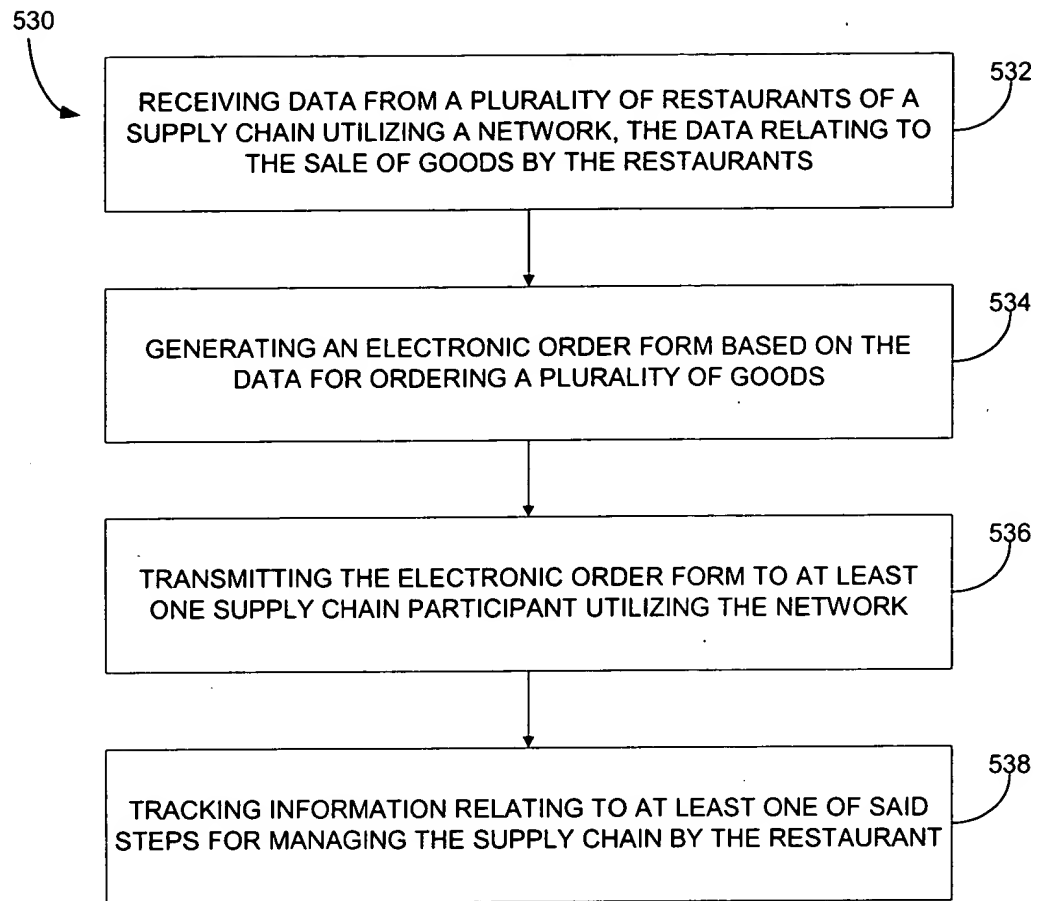 530
532
RECEIVING DATA FROM A PLURALITY OF RESTAURANTS OF A
SUPPLY CHAIN UTILIZING A NETWORK, THE DATA RELATING TO
THE SALE OF GOODS BY THE RESTAURANTS
534
GENERATING AN ELECTRONIC ORDER FORM BASED ON THE
DATA FOR ORDERING A PLURALITY OF GOODS
536
TRANSMITTING THE ELECTRONIC ORDER FORM TO AT LEAST
ONE SUPPLY CHAIN PARTICIPANT UTILIZING THE NETWORK
538
TRACKING INFORMATION RELATING TO AT LEAST ONE OF SAID
STEPS FOR MANAGING THE SUPPLY CHAIN BY THE RESTAURANT